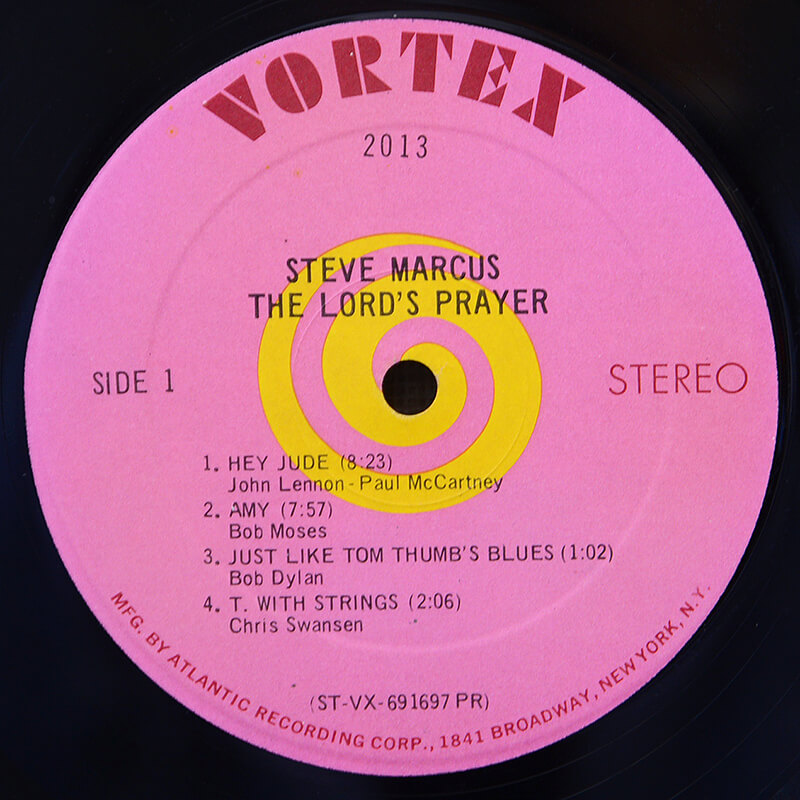 VORTEX
2013
STEVE MARCUS
THE LORD'S PRAYER
SIDE 1
STEREO
1. HEY JUDE (8:23)
John Lennon - Paul McCartney
2. AMY (7:57)
Bob Moses
3. JUST LIKE TOM THUMB'S BLUES (1:02)
Bob Dylan
4. T. WITH STRINGS (2:06)
Chris Swansen
(ST-VX-691697 PR)
MFG. BY ATLANTIC RECORDING CORP., 1841 BROADWAY, NEW YORK, N.Y.